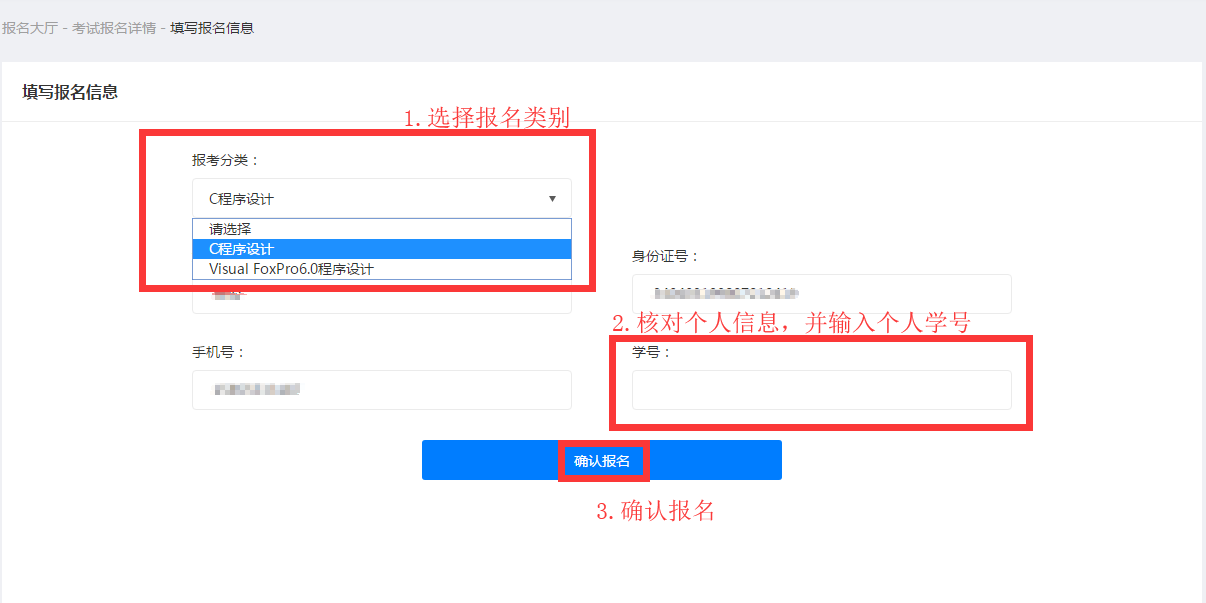 报名大厅 - 考试报名详情 - 填写报名信息
填写报名信息
1.选择报名类别
报考分类：
C程序设计
请选择
C程序设计
Visual FoxPro6.0程序设计
身份证号：
2.核对个人信息，并输入个人学号
手机号：
学号：
确认报名
3.确认报名